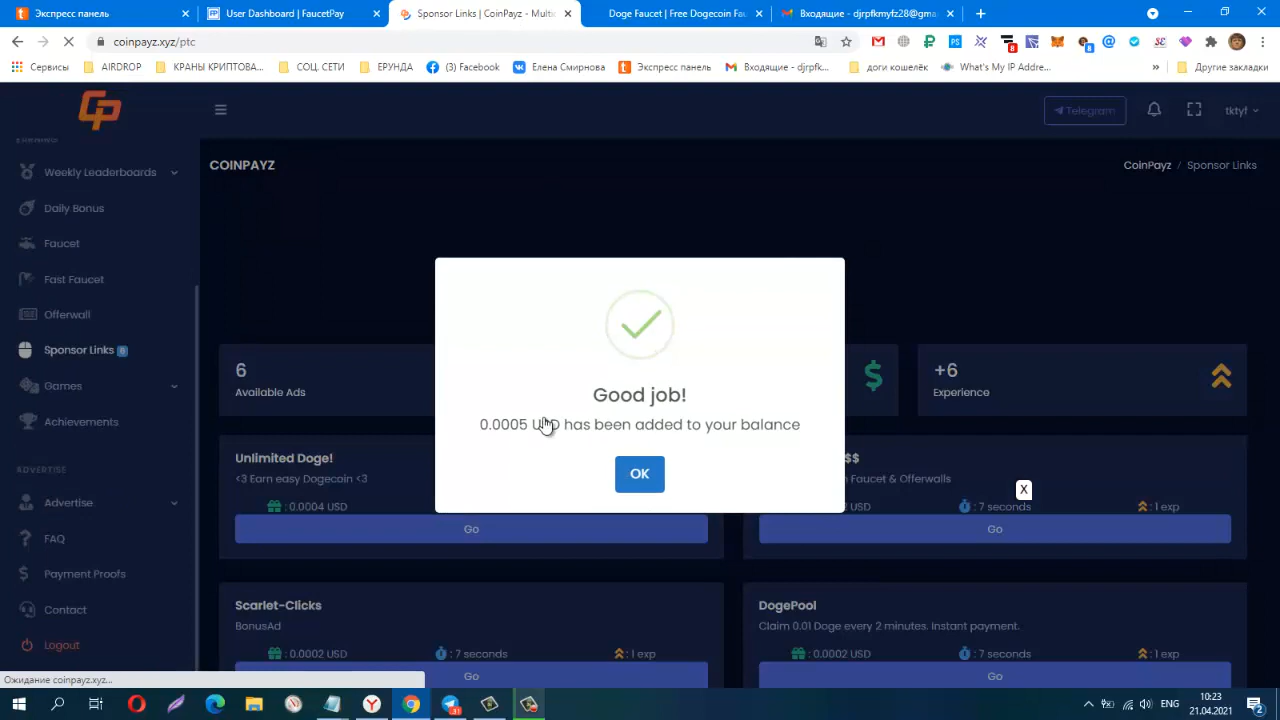 Экспресс панель
User Dashboard | FaucetPay
Sponsor Links | CoinPayz - Multi
Doge Faucet | Free Dogecoin Fau
Входящие - djrpfkmyfz28@gma
coinpayz.xyz/ptc
Сервисы
AIRDROP
КРАНЫ КРИПТОВА...
СОЦ. СЕТИ
ЕРУНДА
(3) Facebook
Елена Смирнова
Экспресс панель
Входящие - djrpfk...
доги кошелёк
What's My IP Addre...
Другие закладки
CP
Telegram
tktyf
COINPAYZ
CoinPayz / Sponsor Links
Weekly Leaderboards
Daily Bonus
Faucet
Fast Faucet
Offerwall
Sponsor Links 6
Games
Achievements
ADVERTISE
Advertise
FAQ
Payment Proofs
Contact
Logout
6
Available Ads
+6
Experience
Good job!
0.0005 USD has been added to your balance
OK
Unlimited Doge!
<3 Earn easy Dogecoin <3
: 0.0004 USD
Go
$$
Faucet & Offerwalls
USD
: 7 seconds
: 1 exp
X
Go
Scarlet-Clicks
BonusAd
: 0.0002 USD
: 7 seconds
: 1 exp
Go
DogePool
Claim 0.01 Doge every 2 minutes. Instant payment.
: 0.0002 USD
: 7 seconds
: 1 exp
Go
Ожидание coinpayz.xyz...
ENG
10:23
21.04.2021